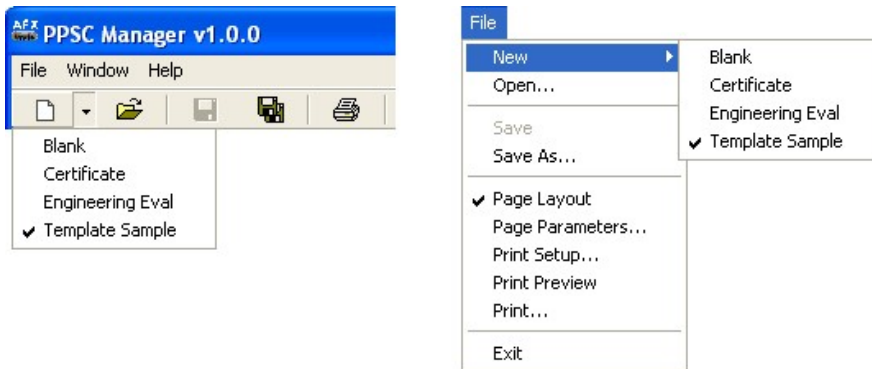 AFX PPSC Manager v1.0.0
File Window Help
Blank
Certificate
Engineering Eval
Template Sample
File
New
Open...
Save
Save As...
Page Layout
Page Parameters...
Print Setup...
Print Preview
Print...
Exit
Blank
Certificate
Engineering Eval
Template Sample